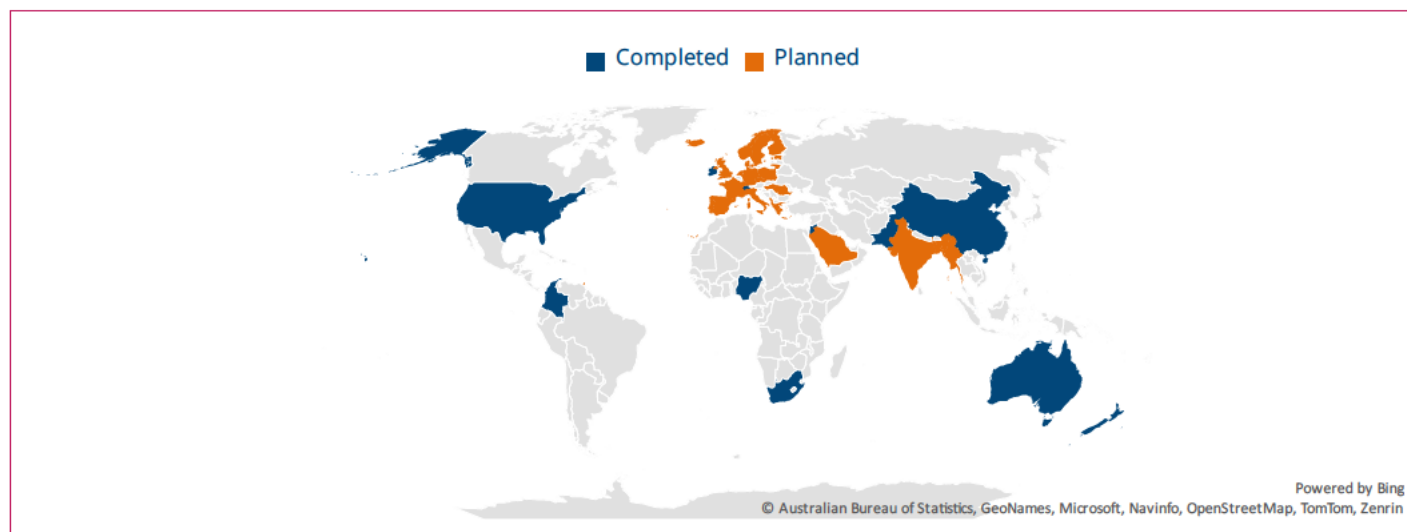 Completed Planned
Powered by Bing
© Australian Bureau of Statistics, GeoNames, Microsoft, Navinfo, OpenStreetMap, TomTom, Zenrin